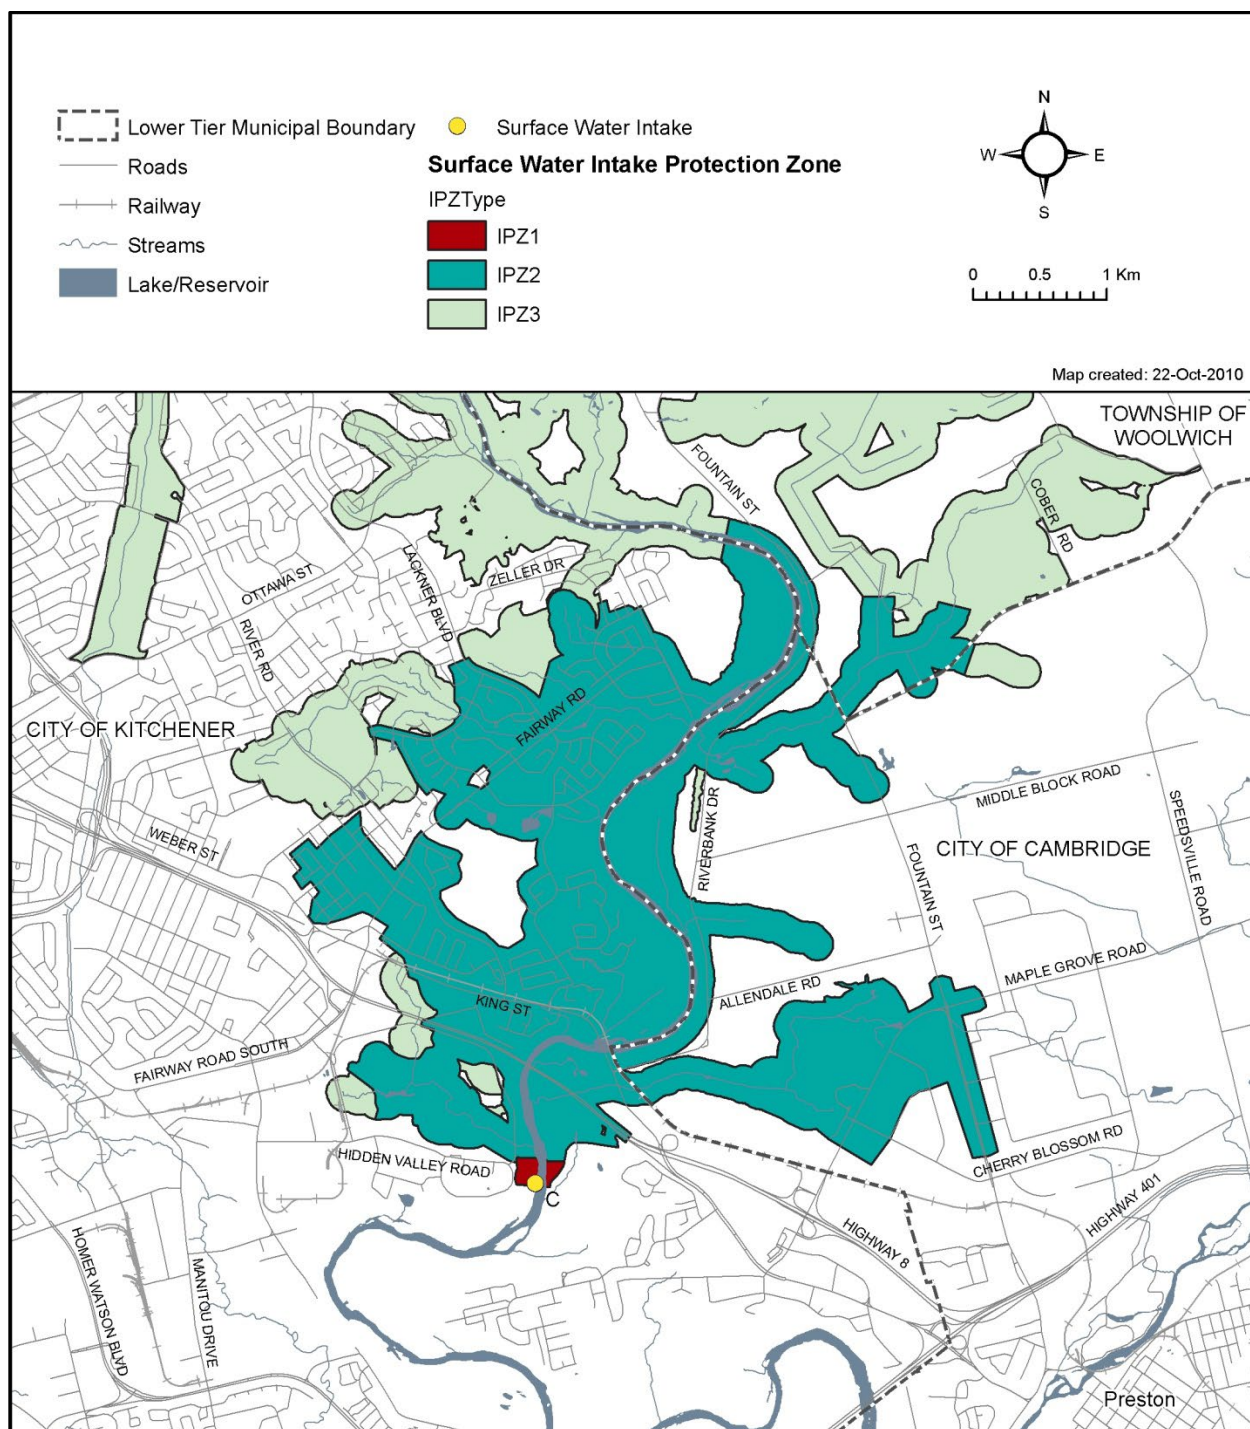 N
W E
S
Lower Tier Municipal Boundary
Roads
Railway
Streams
Lake/Reservoir
Surface Water Intake
Surface Water Intake Protection Zone
IPZType
IPZ1
IPZ2
IPZ3
0 0.5 1 Km
Map created: 22-Oct-2010
TOWNSHIP OF
WOOLWICH
FOUNTAIN ST
COBER RD
OTTAWA ST
LACKNER BLVD
ZELLER DR
RIVER RD
CITY OF KITCHENER
FAIRWAY RD
MIDDLE BLOCK ROAD
WEBER ST
RIVERBANK DR
CITY OF CAMBRIDGE
SPEEDSVILLE ROAD
FOUNTAIN ST
MAPLE GROVE ROAD
ALLENDALE RD
KING ST
FAIRWAY ROAD SOUTH
HIDDEN VALLEY ROAD
CHERRY BLOSSOM RD
C
HIGHWAY 401
HIGHWAY 8
HOMER WATSON BLVD
MANITOU DRIVE
Preston